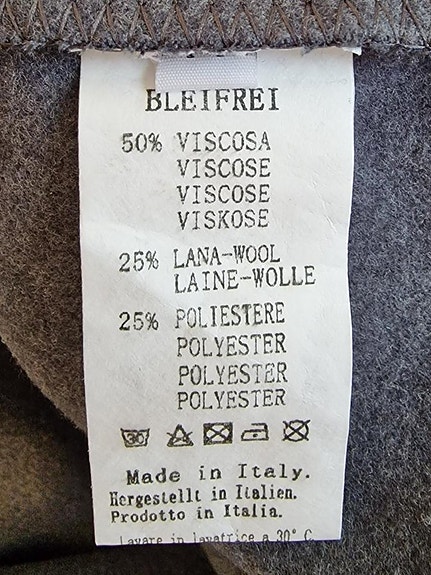 BLEIFREI
50% VISCOSA
VISCOSE
VISCOSE
VISKOSE
25% LANA-WOOL
LAINE-WOLLE
25% POLIESTERE
POLYESTER
POLYESTER
POLYESTER
30
Made in Italy.
Hergestellt in Italien.
Prodotto in Italia.
Lavare in lavatrice a 30° C